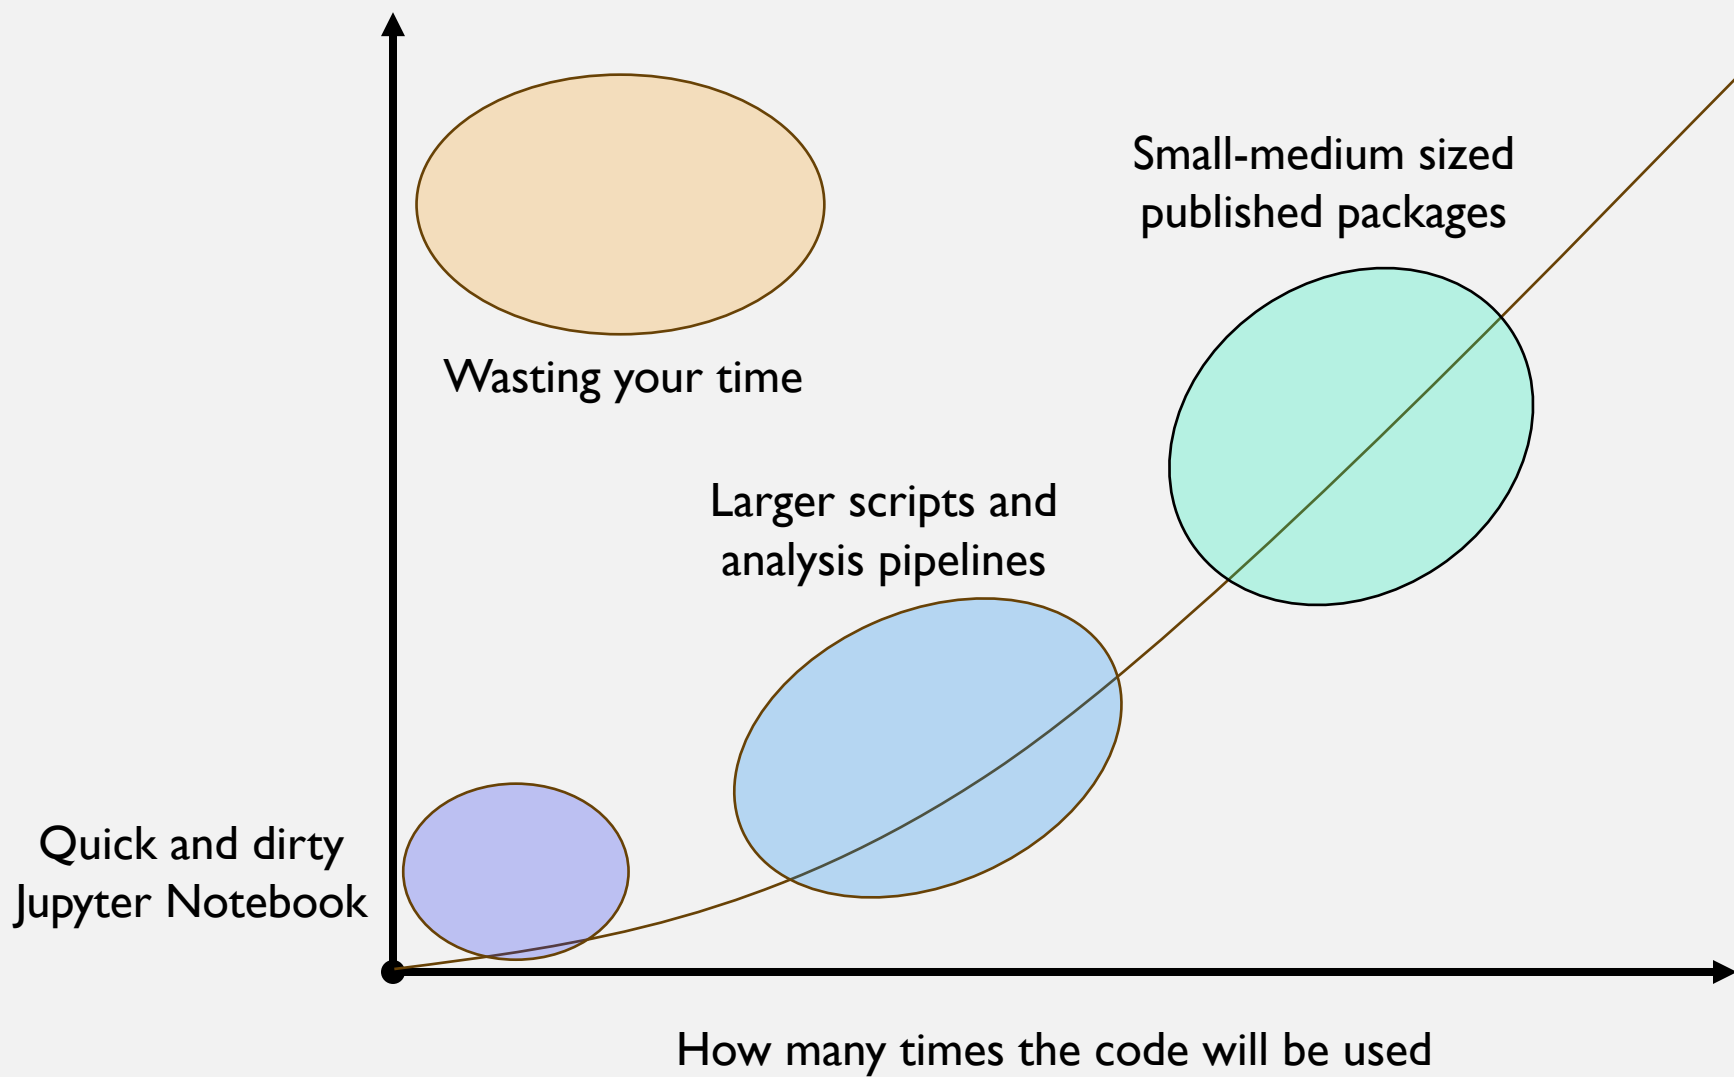 Small-medium sized
published packages
Wasting your time
Larger scripts and
analysis pipelines
Quick and dirty
Jupyter Notebook
How many times the code will be used